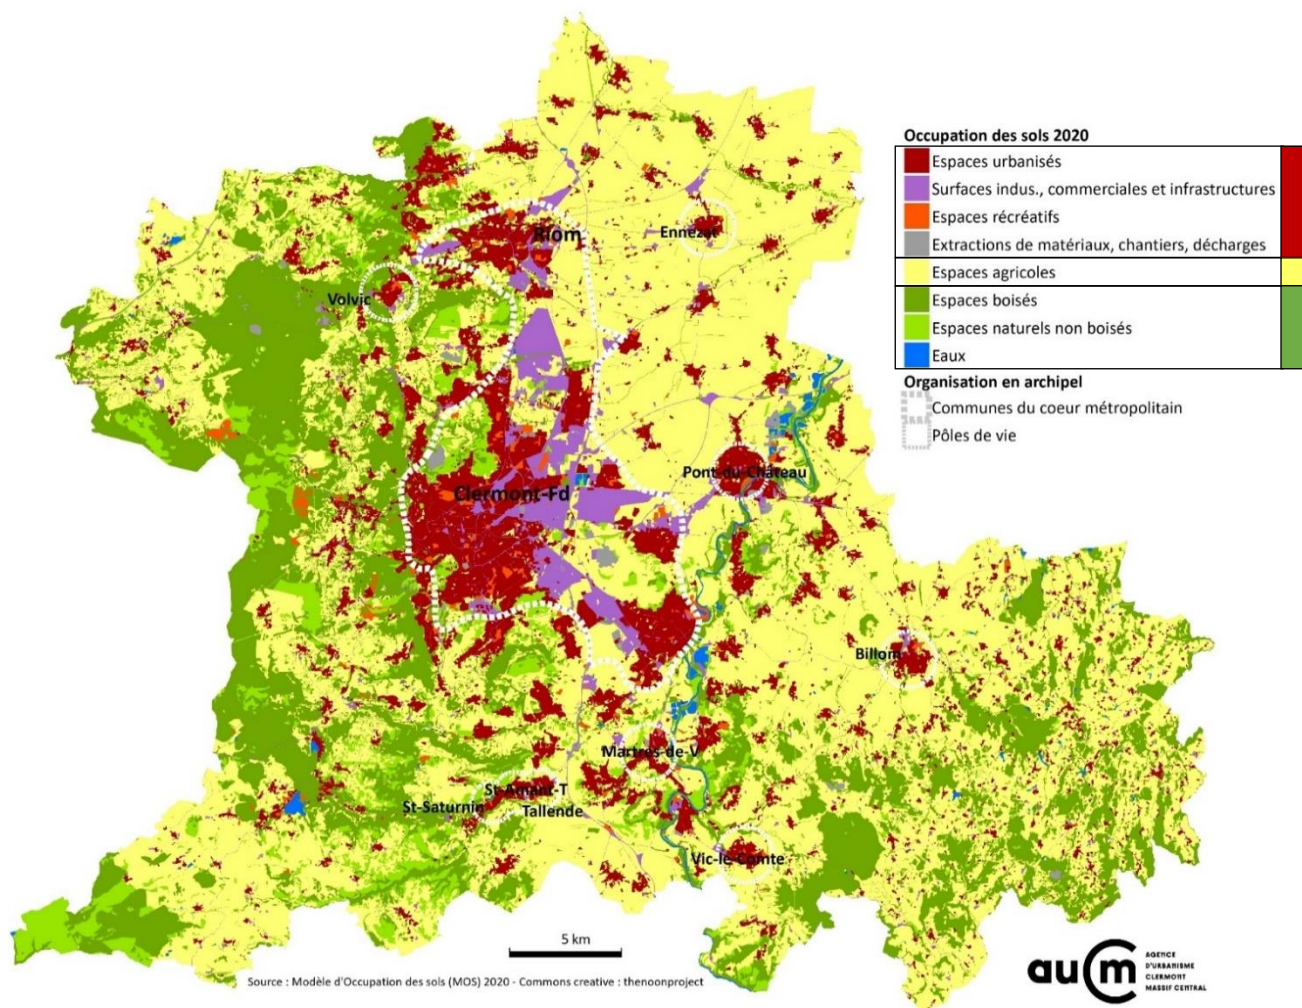 Occupation des sols 2020
Espaces urbanisés
Surfaces indus., commerciales et infrastructures
Espaces récréatifs
Extractions de matériaux, chantiers, décharges
Espaces agricoles
Espaces boisés
Espaces naturels non boisés
Eaux
Organisation en archipel
Communes du coeur métropolitain
Pôles de vie
Riom
Ennezat
Volvic
Pont-du-Château
Clermont-Fd
Billom
Martres-de-V
St-Amant-T
St-Saturnin
Tallende
Vic-le-Comte
5 km
Source : Modèle d'Occupation des sols (MOS) 2020 - Commons creative : thenoonproject
aucm
AGENCE
D'URBANISME
CLERMONT
MASSIF CENTRAL